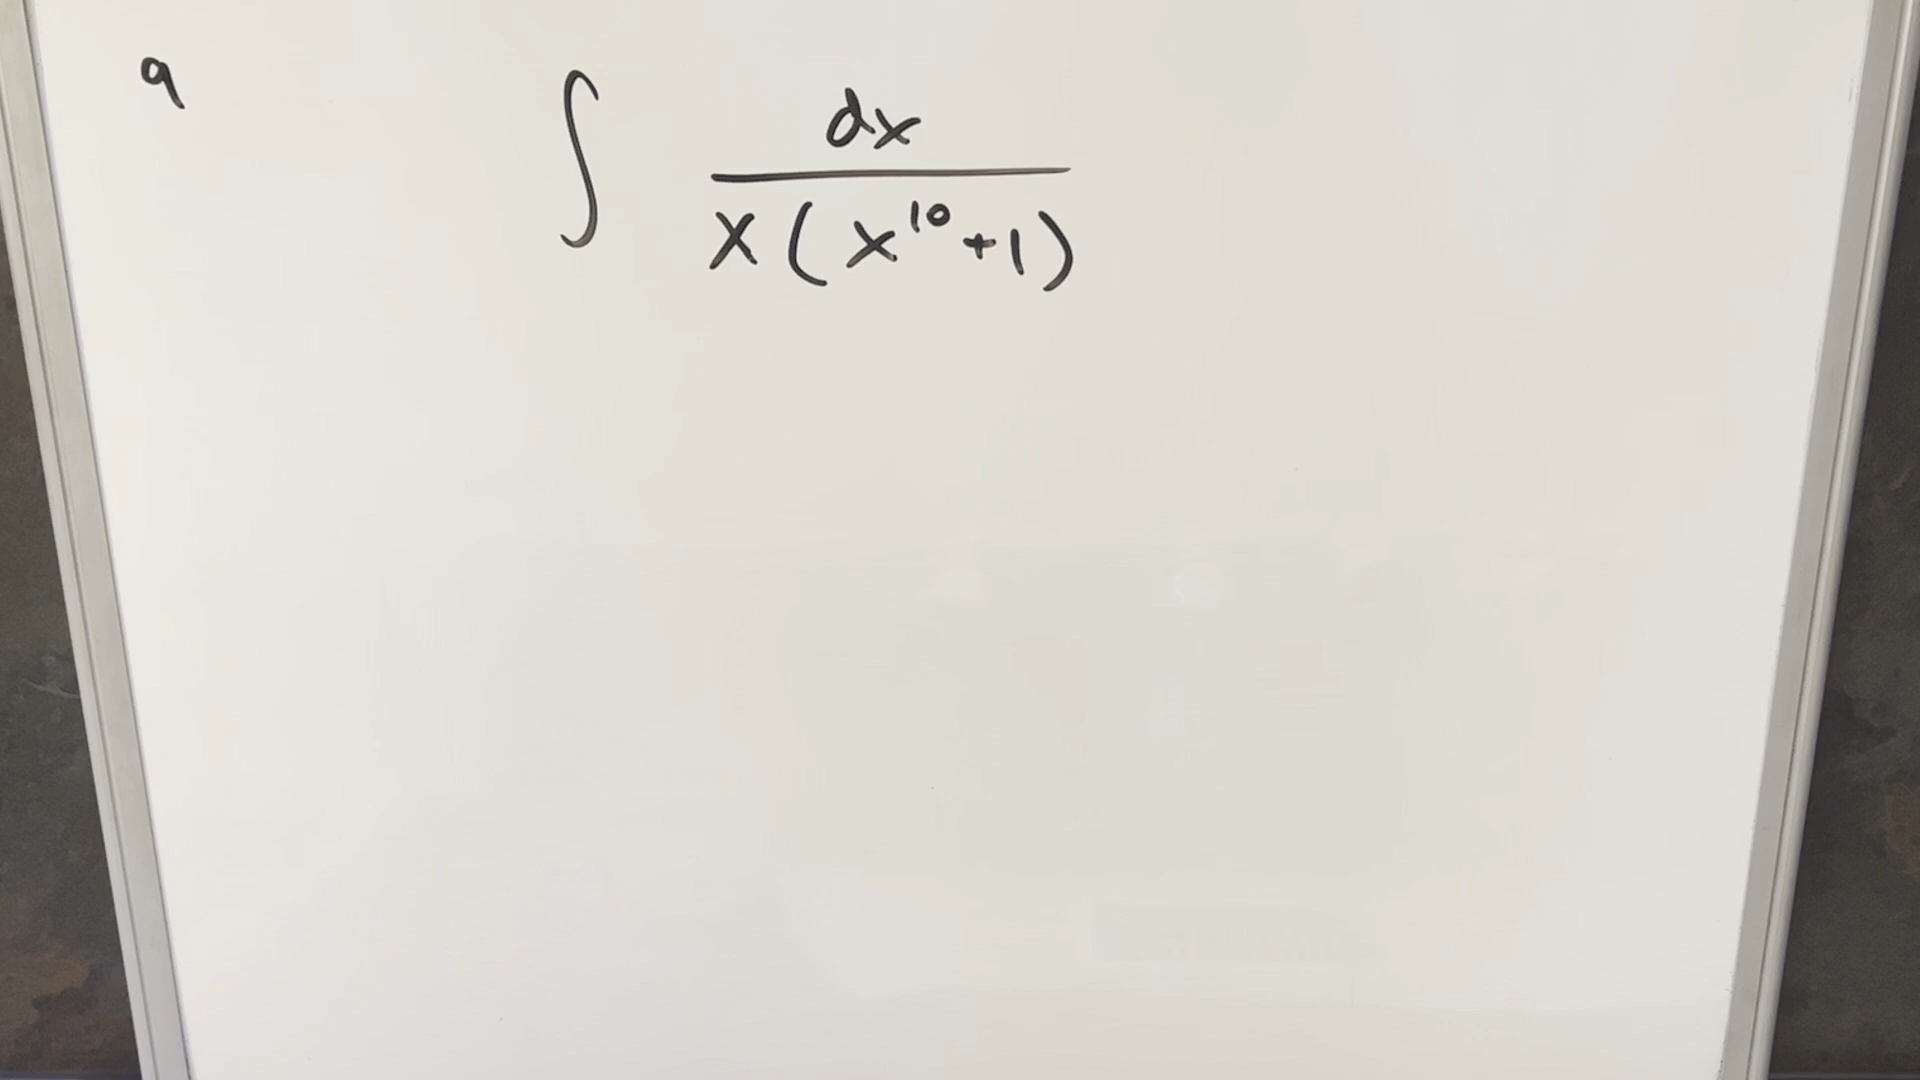 9
∫ dx
x(x¹⁰+1)